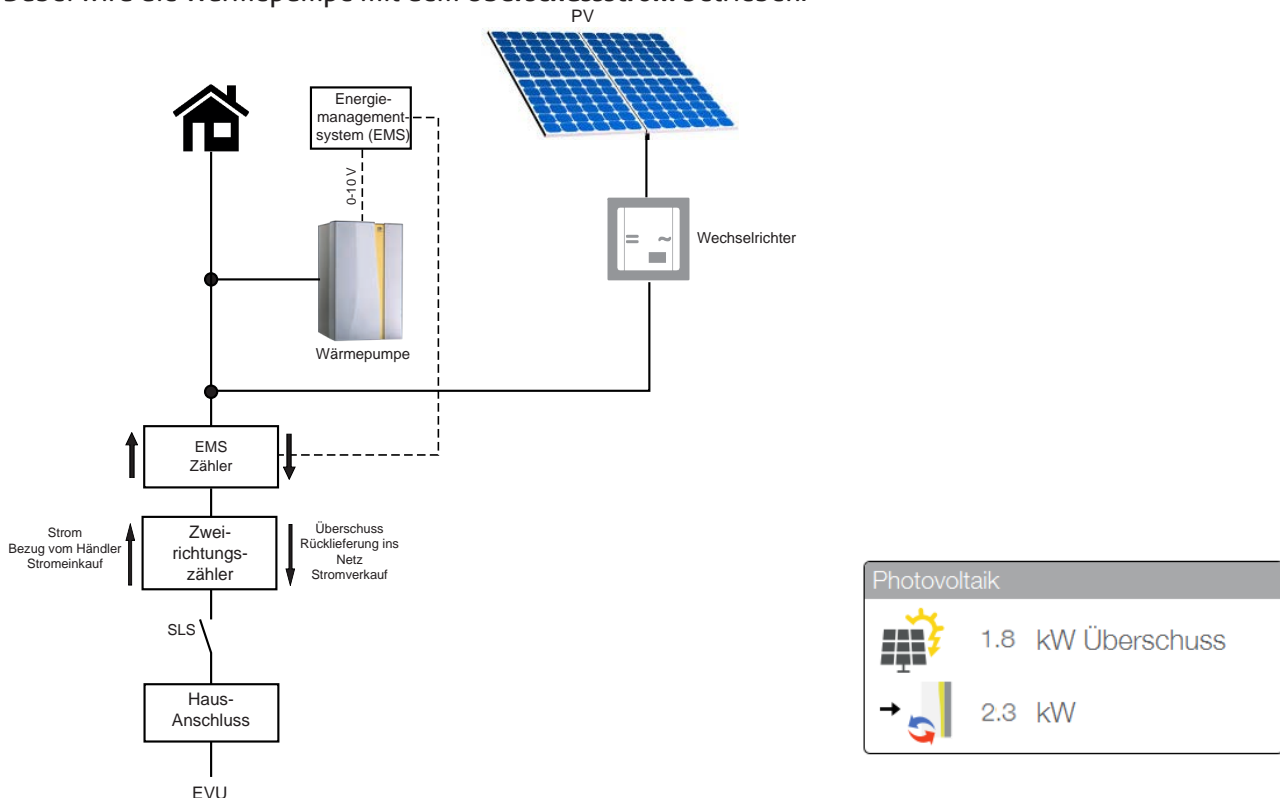 PV
Energie-
management-
system (EMS)
0-10 V
Wechselrichter
Wärmepumpe
EMS
Zähler
Strom
Bezug vom Händler
Stromeinkauf
Zwei-
richtungs-
zähler
Überschuss
Rücklieferung ins
Netz
Stromverkauf
SLS
Haus-
Anschluss
EVU
Photovoltaik
1.8 kW Überschuss
2.3 kW